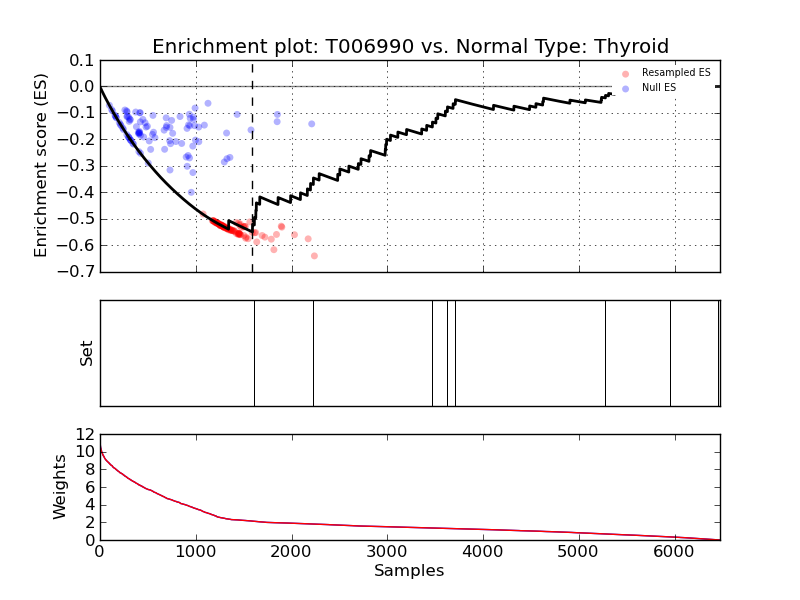 Enrichment plot: T006990 vs. Normal Type: Thyroid
Enrichment score (ES)
0.1
0.0
−0.1
−0.2
−0.3
−0.4
−0.5
−0.6
−0.7
Resampled ES
Null ES
Set
Weights
12
10
8
6
4
2
0
0 1000 2000 3000 4000 5000 6000
Samples